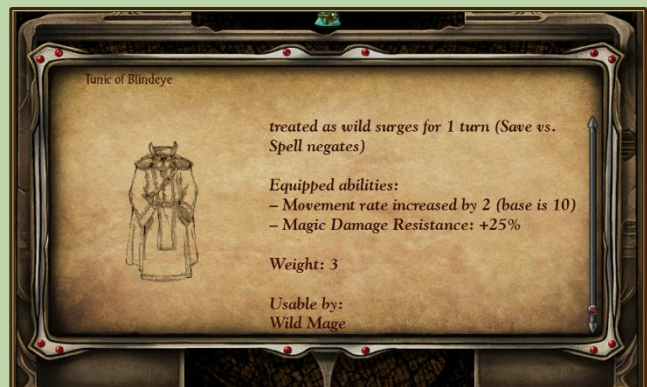 Tunic of Blindeye
treated as wild surges for 1 turn (Save vs.
Spell negates)
Equipped abilities:
– Movement rate increased by 2 (base is 10)
– Magic Damage Resistance: +25%
Weight: 3
Usable by:
Wild Mage